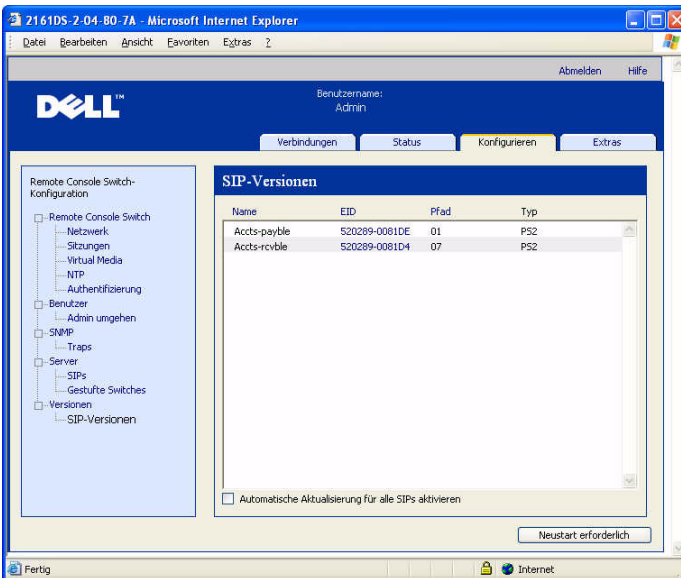 2161DS-2-04-80-7A - Microsoft Internet Explorer
Datei Bearbeiten Ansicht Favoriten Extras ?
Abmelden Hilfe
DELL™
Benutzername:
Admin
Verbindungen Status Konfigurieren Extras
Remote Console Switch-
Konfiguration
Remote Console Switch
Netzwerk
Sitzungen
Virtual Media
NTP
Authentifizierung
Benutzer
Admin umgehen
SNMP
Traps
Server
SIPs
Gestufte Switches
Versionen
SIP-Versionen
SIP-Versionen
Name EID Pfad Typ
Accts-payble 520289-0081DE 01 PS2
Accts-rcvble 520289-0081D4 07 PS2
Automatische Aktualisierung für alle SIPs aktivieren
Neustart erforderlich
Fertig Internet